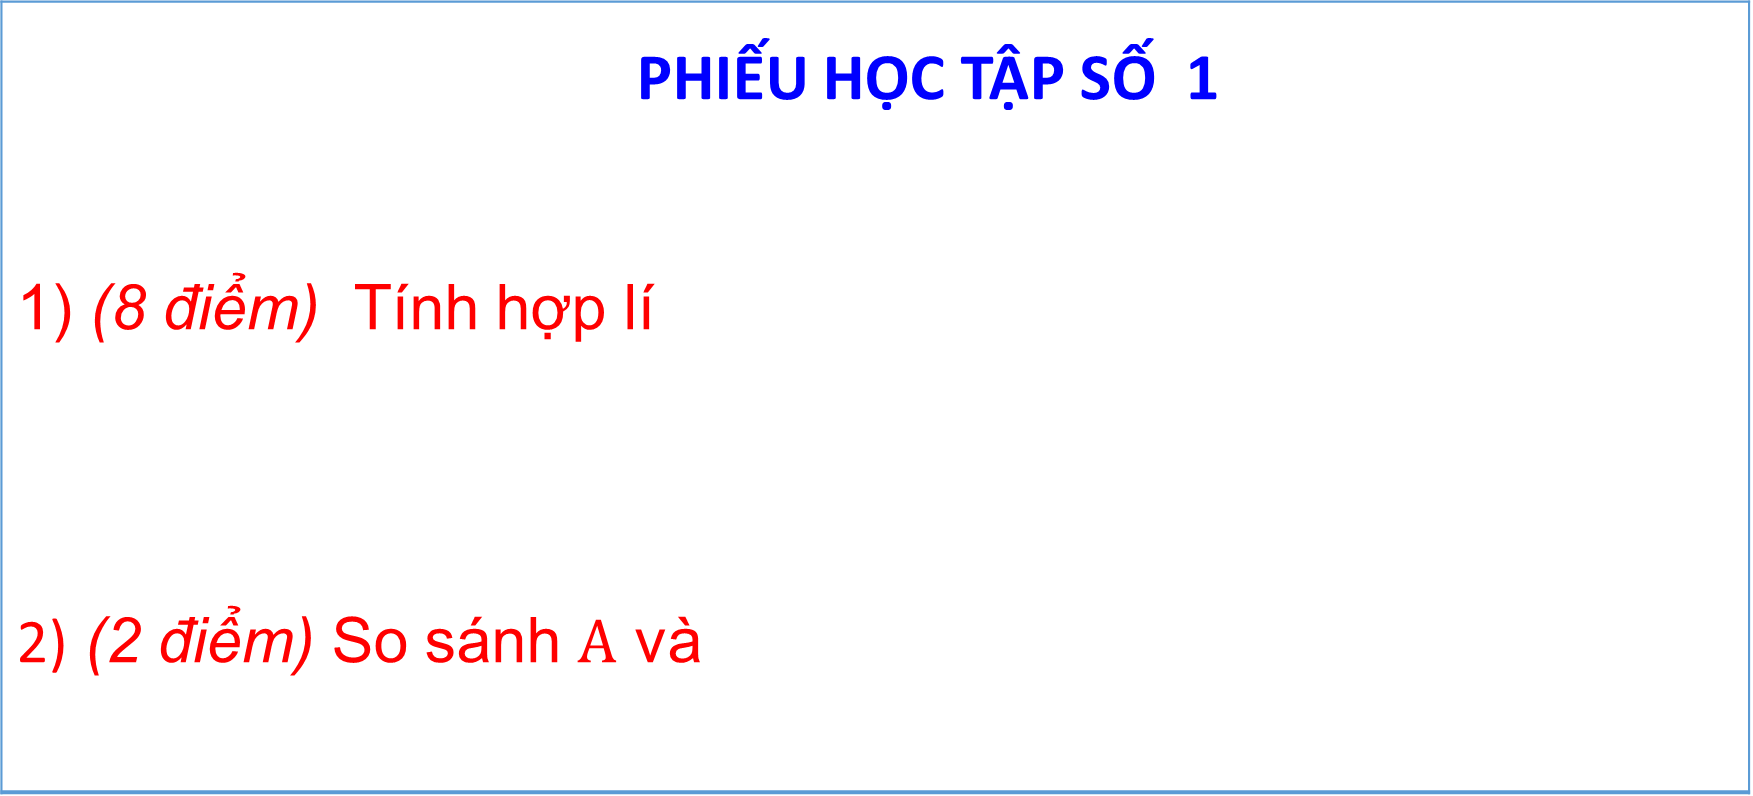 PHIẾU HỌC TẬP SỐ 1
1) (8 điểm) Tính hợp lí
2) (2 điểm) So sánh A và